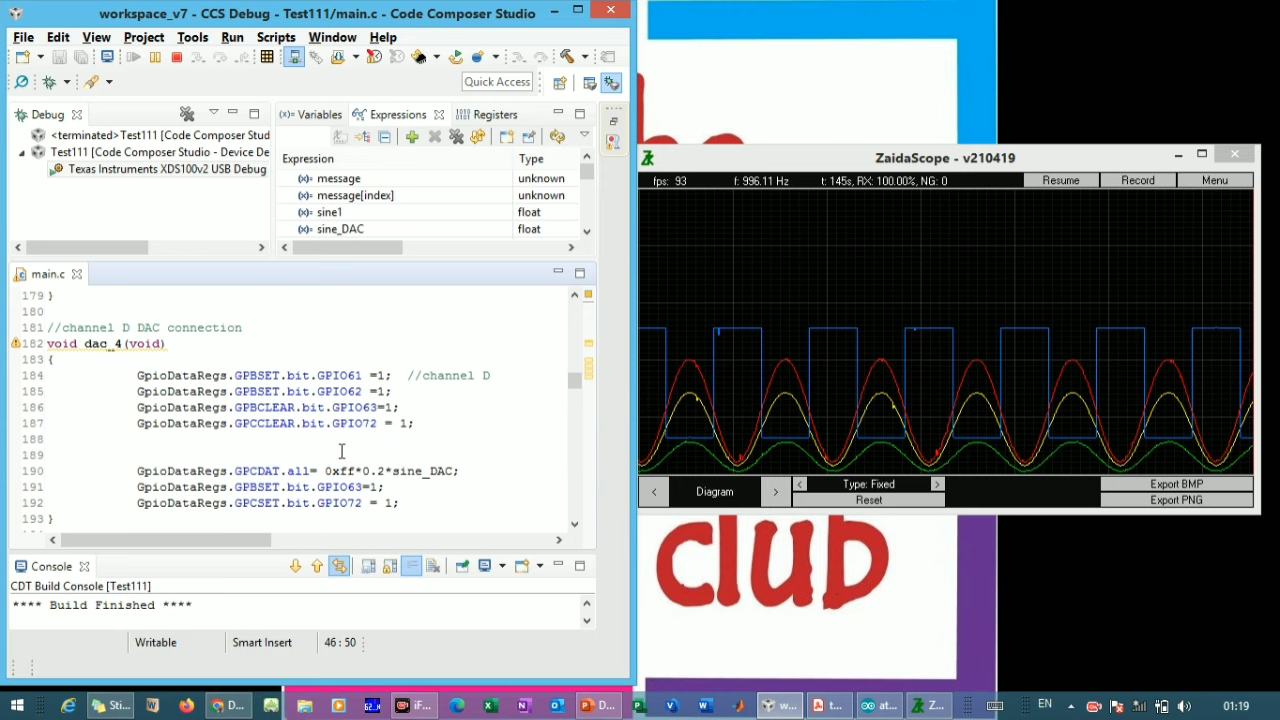 workspace_v7 - CCS Debug - Test111/main.c - Code Composer Studio
File Edit View Project Tools Run Scripts Window Help
Quick Access
Debug
<terminated>Test111 [Code Composer Stud
Test111 [Code Composer Studio - Device De
Texas Instruments XDS100v2 USB Debug
(x)= Variables Expressions Registers
Expression Type
(x)= message unknown
(x)= message[index] unknown
(x)= sine1 float
(x)= sine_DAC float
main.c
179 }
180
181 //channel D DAC connection
182 void dac_4(void)
183 {
184 GpioDataRegs.GPBSET.bit.GPIO61 =1; //channel D
185 GpioDataRegs.GPBSET.bit.GPIO62 =1;
186 GpioDataRegs.GPBCLEAR.bit.GPIO63=1;
187 GpioDataRegs.GPCCLEAR.bit.GPIO72 = 1;
188
189
190 GpioDataRegs.GPCDAT.all= 0xff*0.2*sine_DAC;
191 GpioDataRegs.GPBSET.bit.GPIO63=1;
192 GpioDataRegs.GPCSET.bit.GPIO72 = 1;
193 }
Console
CDT Build Console [Test111]
**** Build Finished ****
Writable Smart Insert 46 : 50
ZaidaScope - v210419
fps: 93 f: 996.11 Hz t: 145s, RX: 100.00%, NG: 0 Resume Record Menu
< Diagram > < Type: Fixed > Export BMP
Reset Export PNG
club
Sti... D... iF... D... w... t... at... Z... EN 01:19